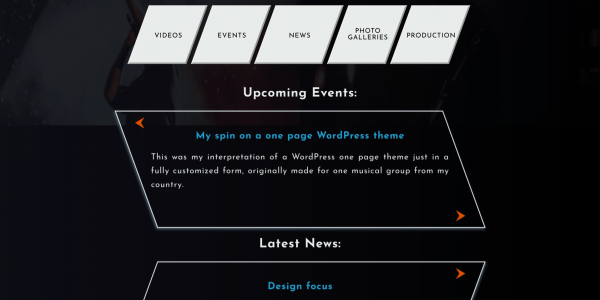 VIDEOS
EVENTS
NEWS
PHOTO
GALLERIES
PRODUCTION
Upcoming Events:
My spin on a one page WordPress theme
This was my interpretation of a WordPress one page theme just in a
fully customized form, originally made for one musical group from my
country.
Latest News:
Design focus